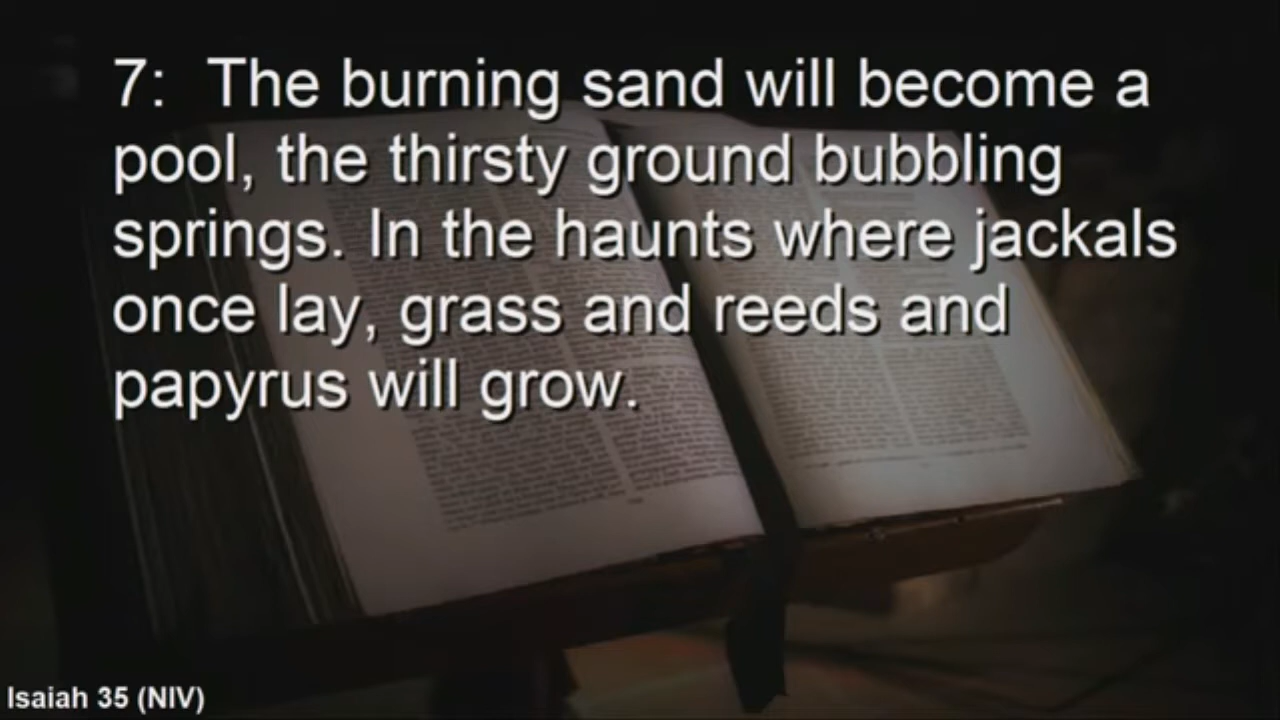 7:  The burning sand will become a
pool, the thirsty ground bubbling
springs. In the haunts where jackals
once lay, grass and reeds and
papyrus will grow.
Isaiah 35 (NIV)